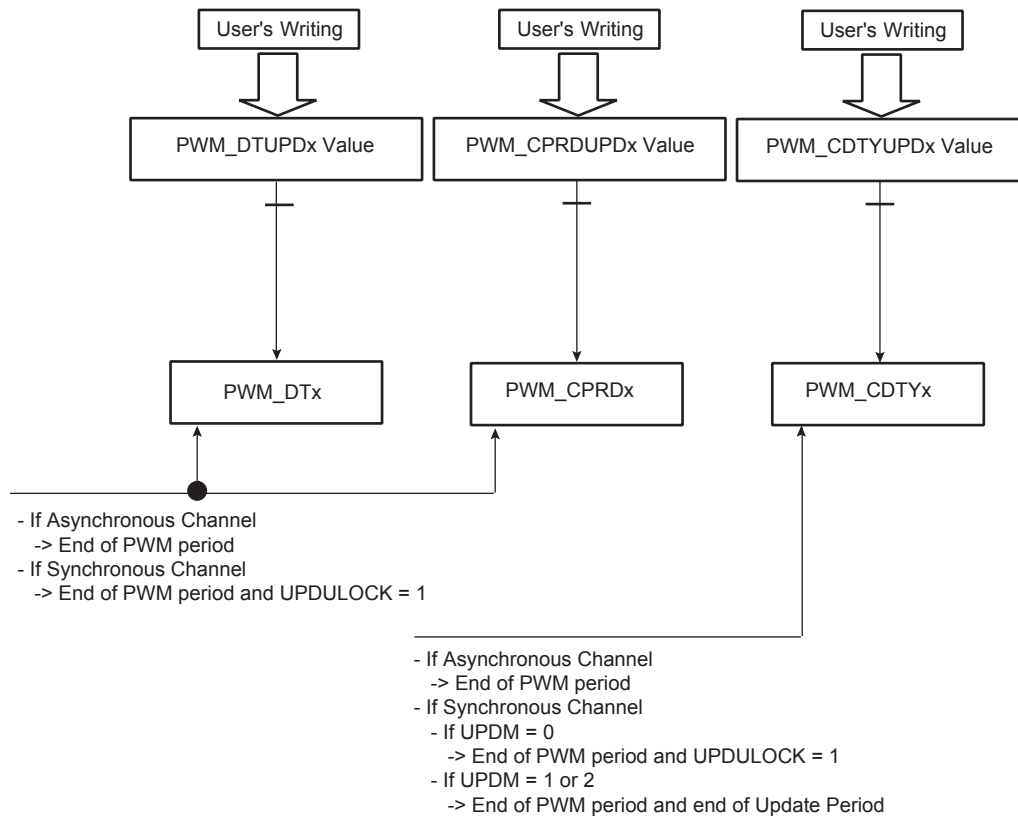 User's Writing
User's Writing
User's Writing
PWM_DTUPDx Value
PWM_CPRDUPDx Value
PWM_CDTYUPDx Value
PWM_DTx
PWM_CPRDx
PWM_CDTYx
- If Asynchronous Channel
-> End of PWM period
- If Synchronous Channel
-> End of PWM period and UPDULOCK = 1
- If Asynchronous Channel
-> End of PWM period
- If Synchronous Channel
- If UPDM = 0
-> End of PWM period and UPDULOCK = 1
- If UPDM = 1 or 2
-> End of PWM period and end of Update Period